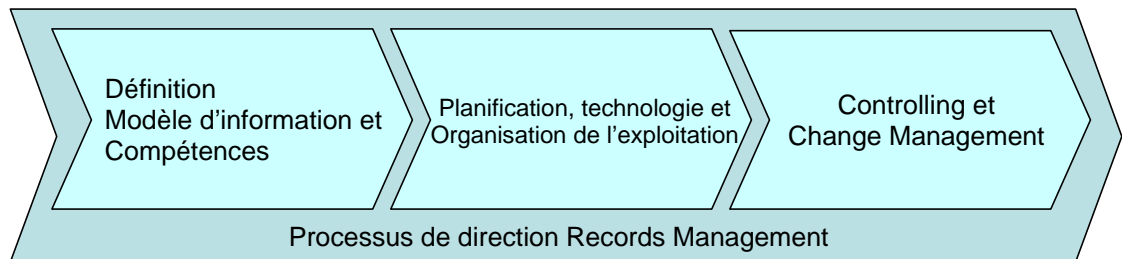 Définition
Modèle d'information et
Compétences
Planification, technologie et
Organisation de l'exploitation
Controlling et
Change Management
Processus de direction Records Management